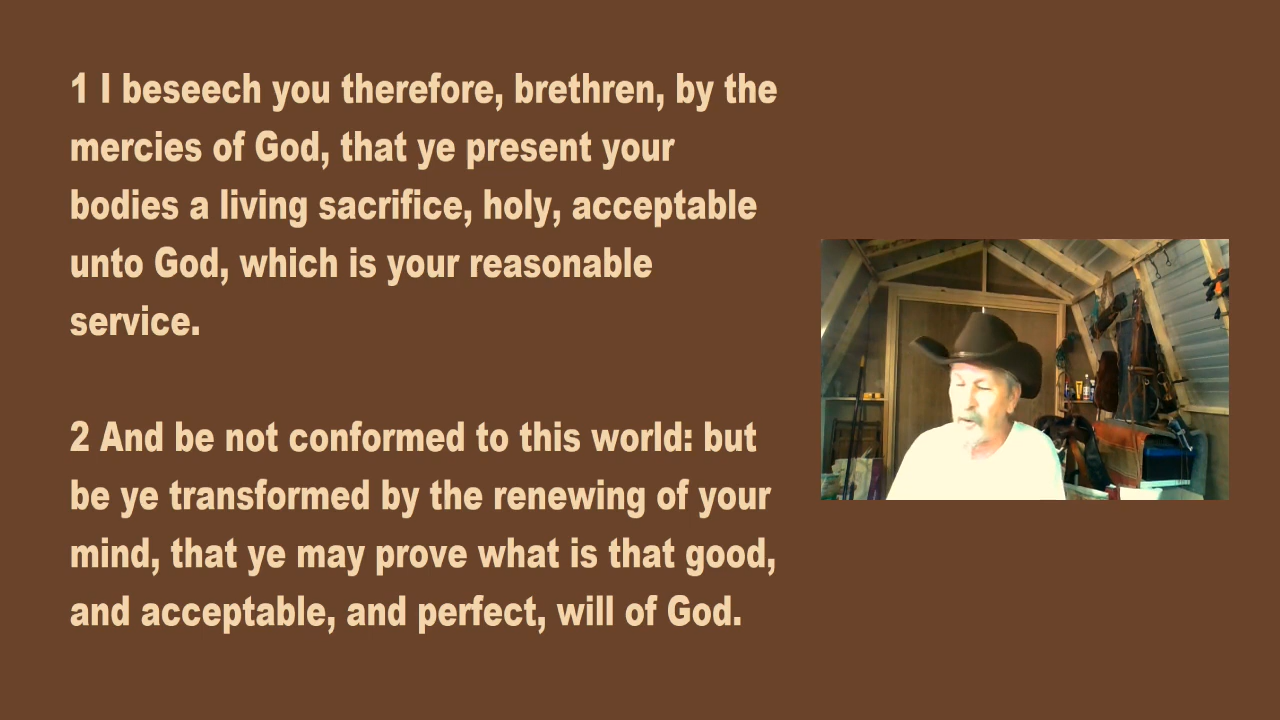 1 I beseech you therefore, brethren, by the
mercies of God, that ye present your
bodies a living sacrifice, holy, acceptable
unto God, which is your reasonable
service.
2 And be not conformed to this world: but
be ye transformed by the renewing of your
mind, that ye may prove what is that good,
and acceptable, and perfect, will of God.